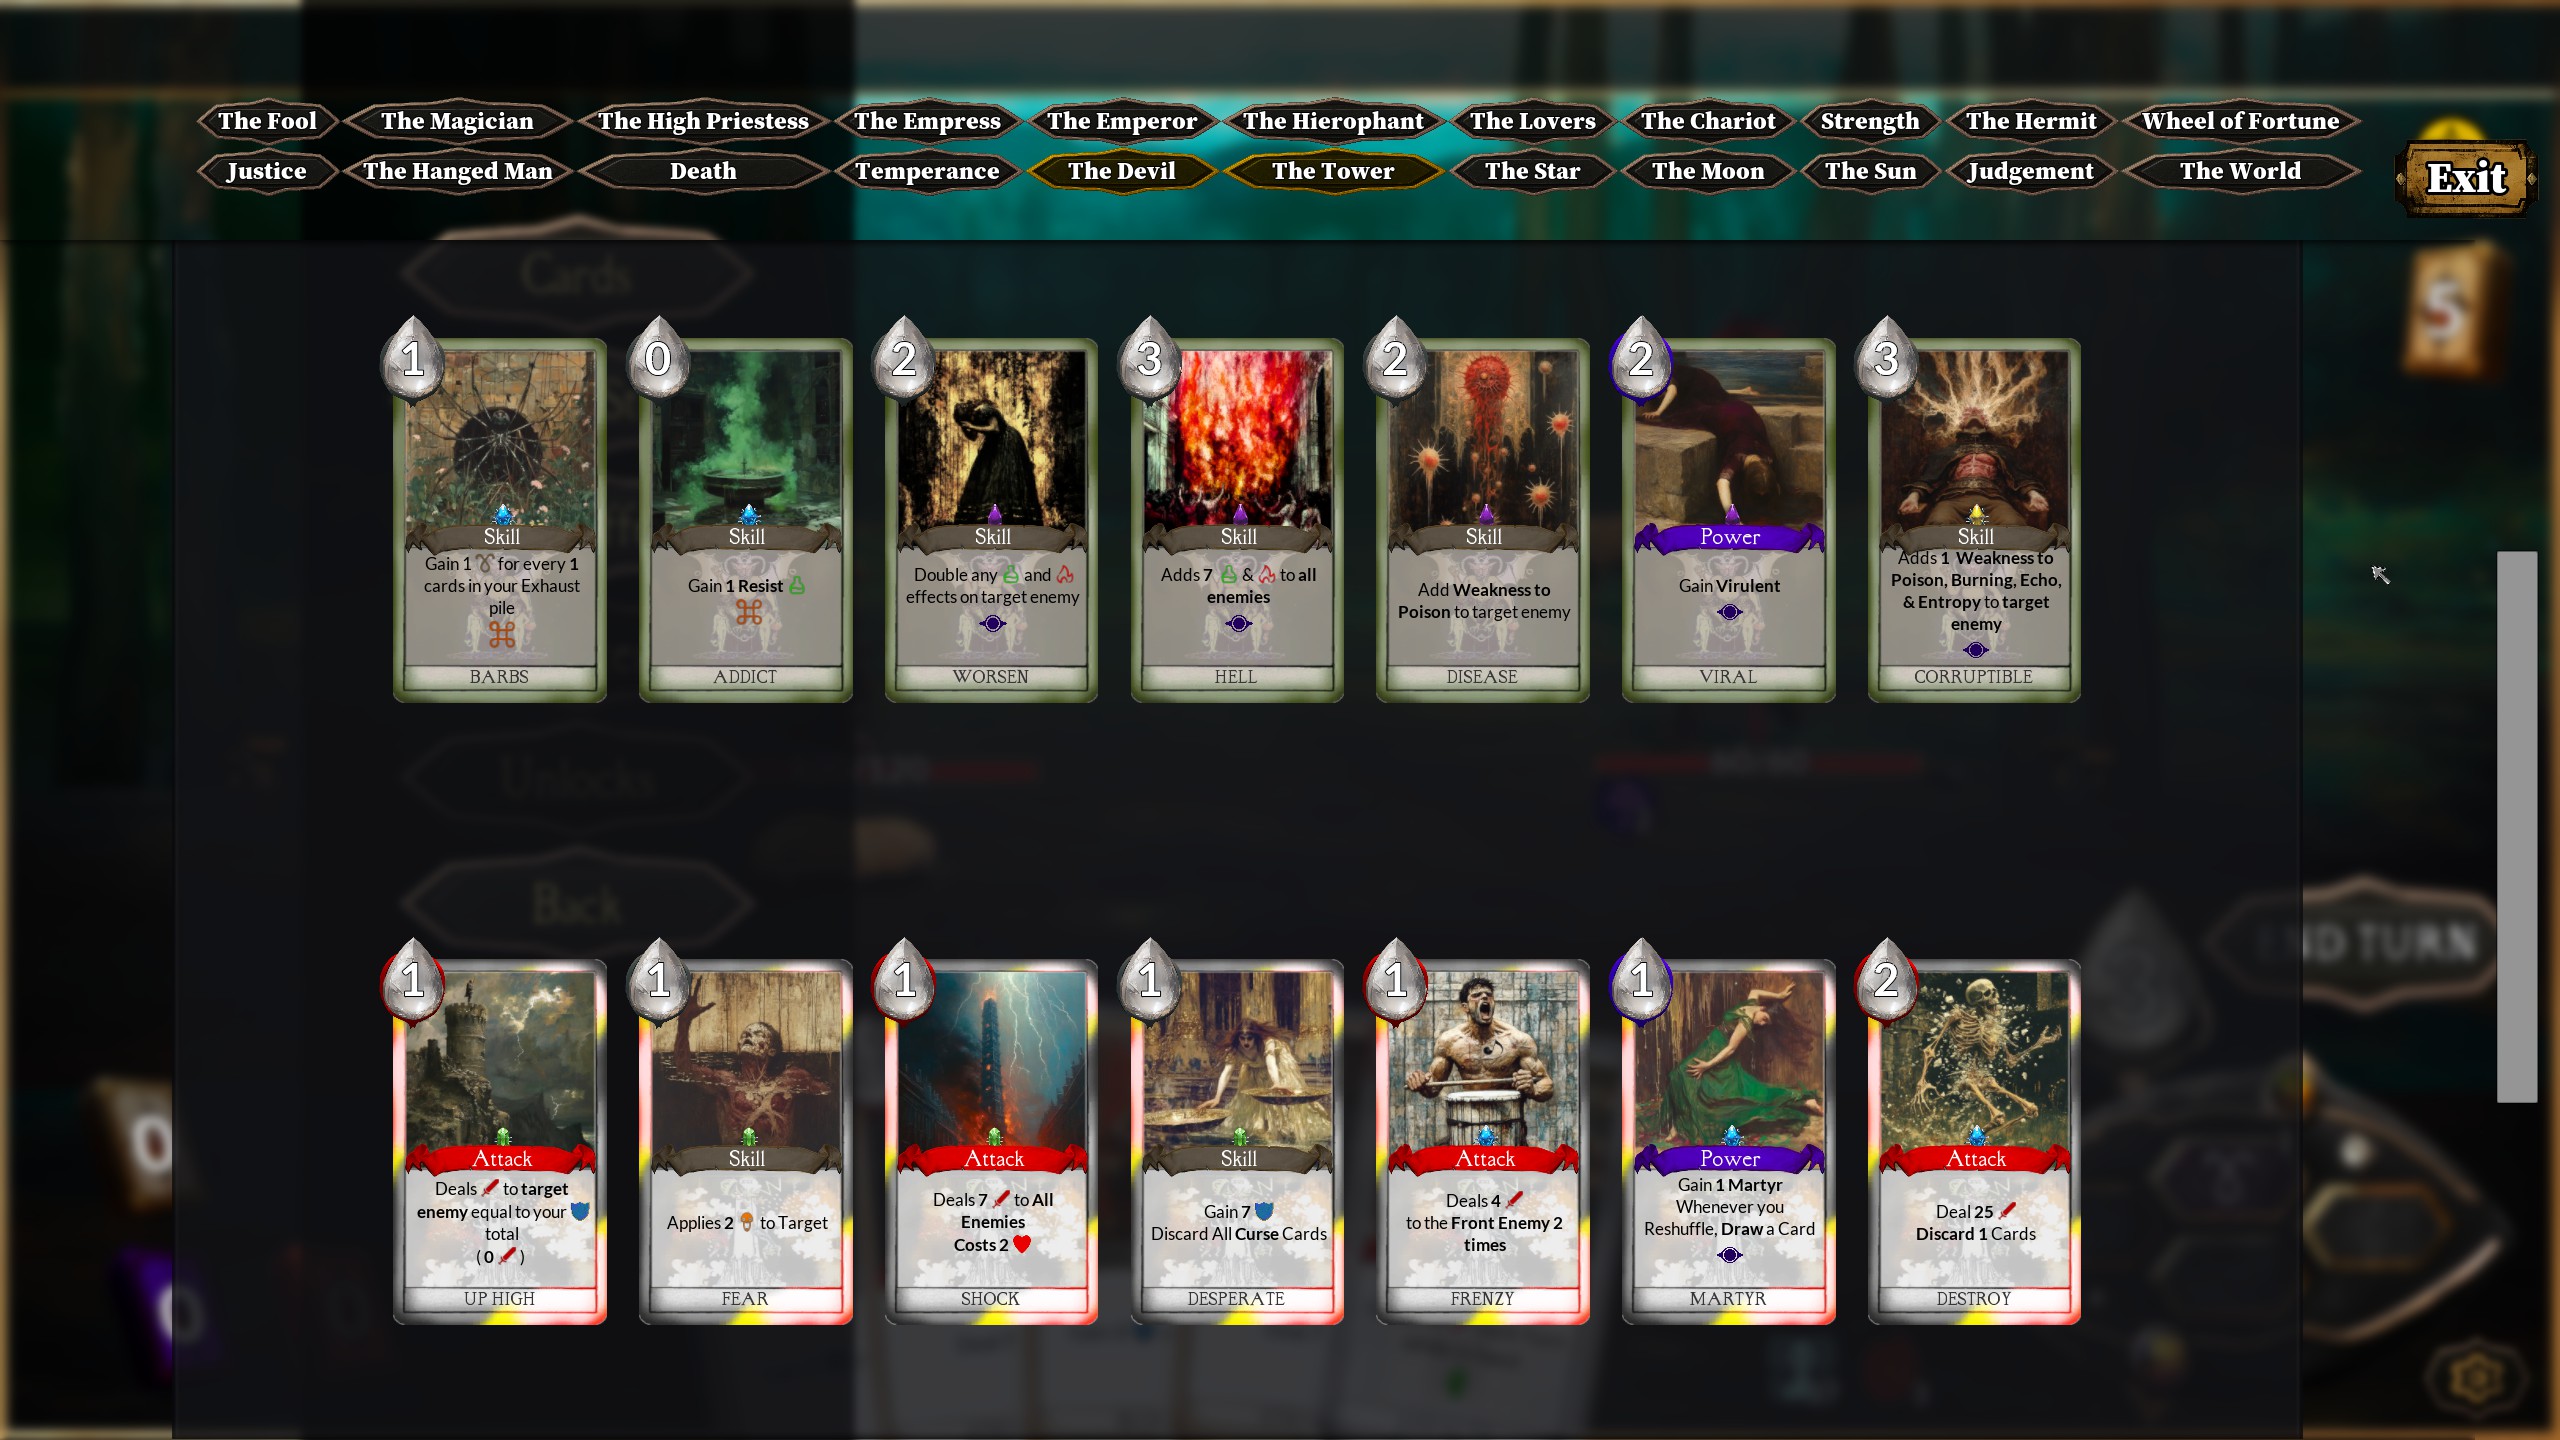 The Fool The Magician The High Priestess The Empress The Emperor The Hierophant The Lovers The Chariot Strength The Hermit Wheel of Fortune
Justice The Hanged Man Death Temperance The Devil The Tower The Star The Moon The Sun Judgement The World
Exit
Cards
5
1
Skill
Gain 1 for every 1
cards in your Exhaust
pile
BARBS
0
Skill
Gain 1 Resist
ADDICT
2
Skill
Double any and
effects on target enemy
WORSEN
3
Skill
Adds 7 & to all
enemies
HELL
2
Skill
Add Weakness to
Poison to target enemy
DISEASE
2
Power
Gain Virulent
VIRAL
3
Skill
Adds 1 Weakness to
Poison, Burning, Echo,
& Entropy to target
enemy
CORRUPTIBLE
Unlocks
Back
END TURN
1
Attack
Deals to target
enemy equal to your
total
( 0 )
UP HIGH
1
Skill
Applies 2 to Target
FEAR
1
Attack
Deals 7 to All
Enemies
Costs 2
SHOCK
1
Skill
Gain 7
Discard All Curse Cards
DESPERATE
1
Attack
Deals 4
to the Front Enemy 2
times
FRENZY
1
Power
Gain 1 Martyr
Whenever you
Reshuffle, Draw a Card
MARTYR
2
Attack
Deal 25
Discard 1 Cards
DESTROY
0
0